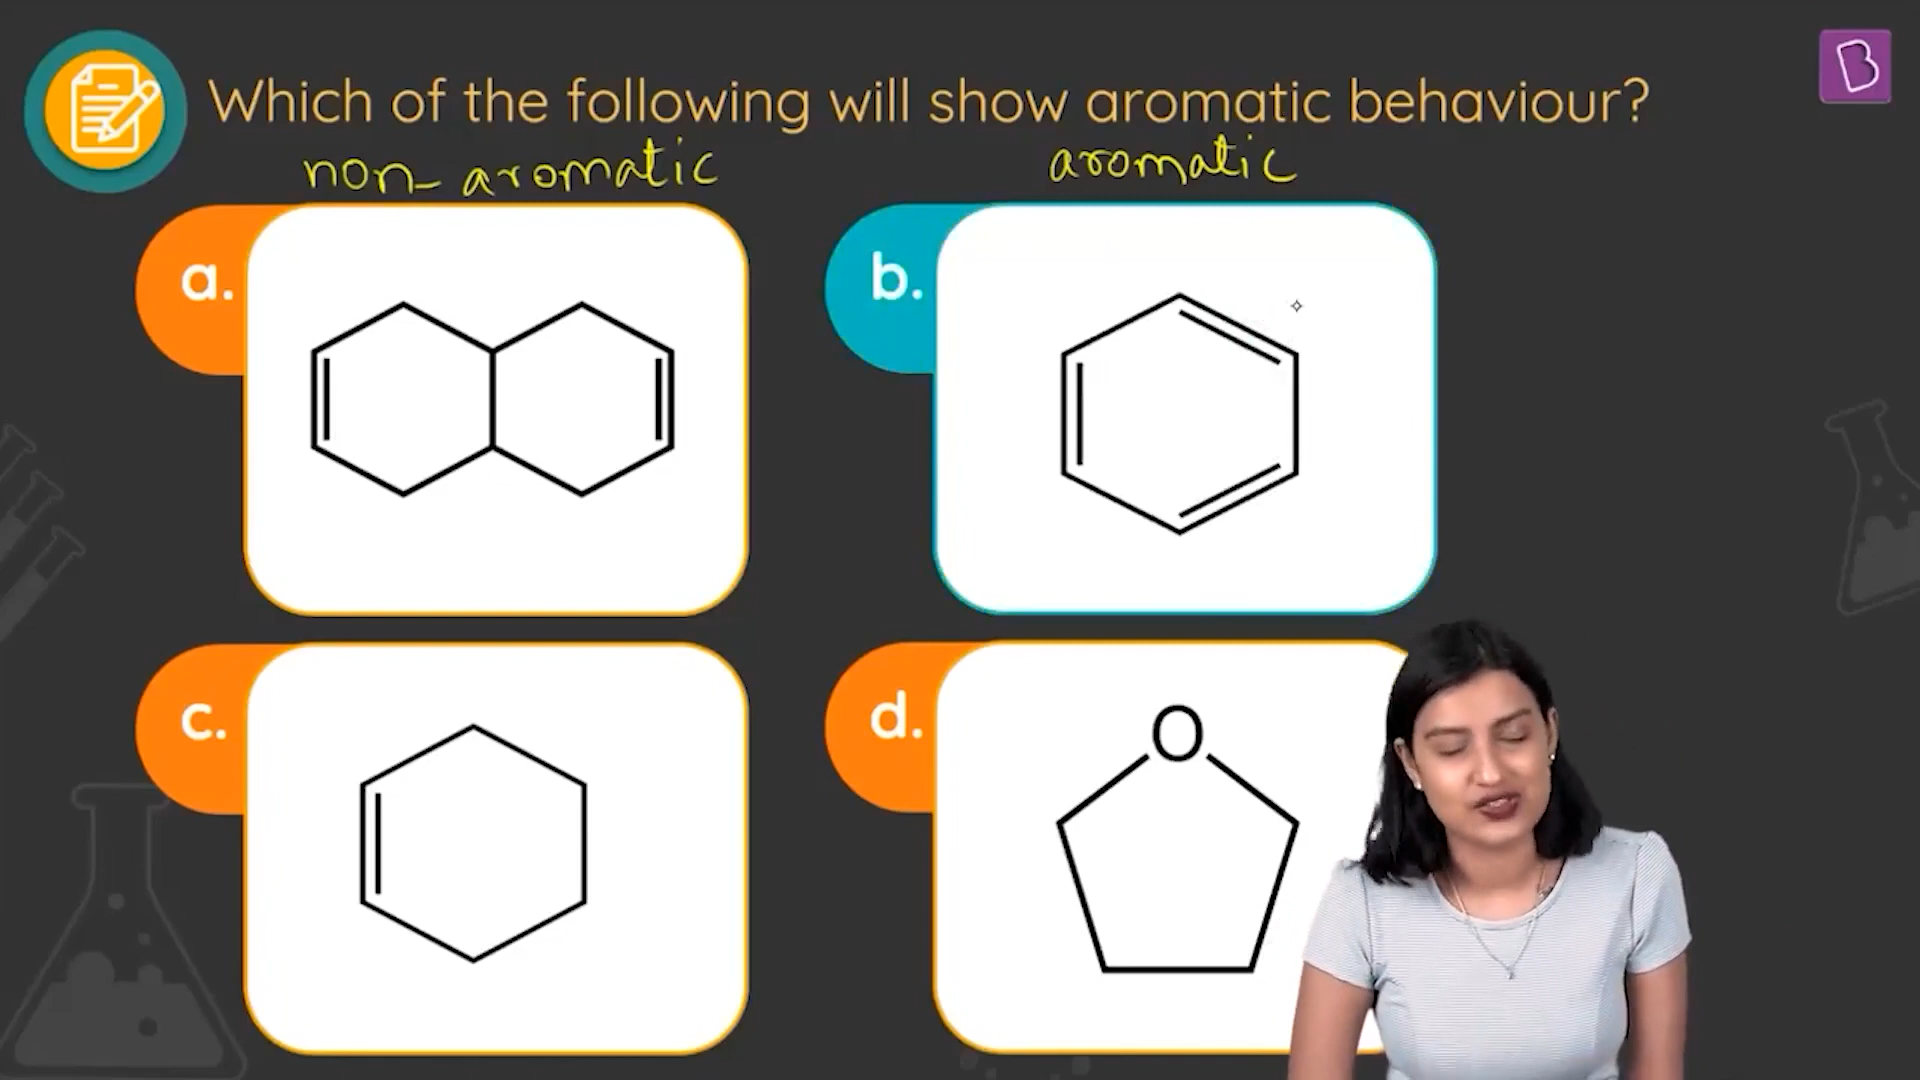 Which of the following will show aromatic behaviour?
non-aromatic
aromatic
a.
b.
c.
d.
O
B